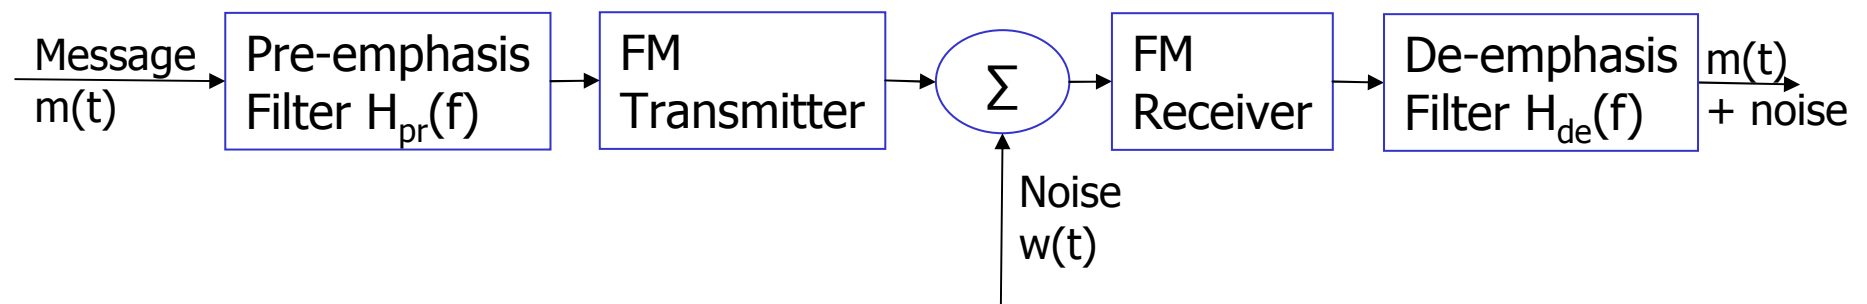 Message
m(t)
Pre-emphasis
Filter Hpr(f)
FM
Transmitter
Σ
Noise
w(t)
FM
Receiver
De-emphasis
Filter Hde(f)
m(t)
+ noise